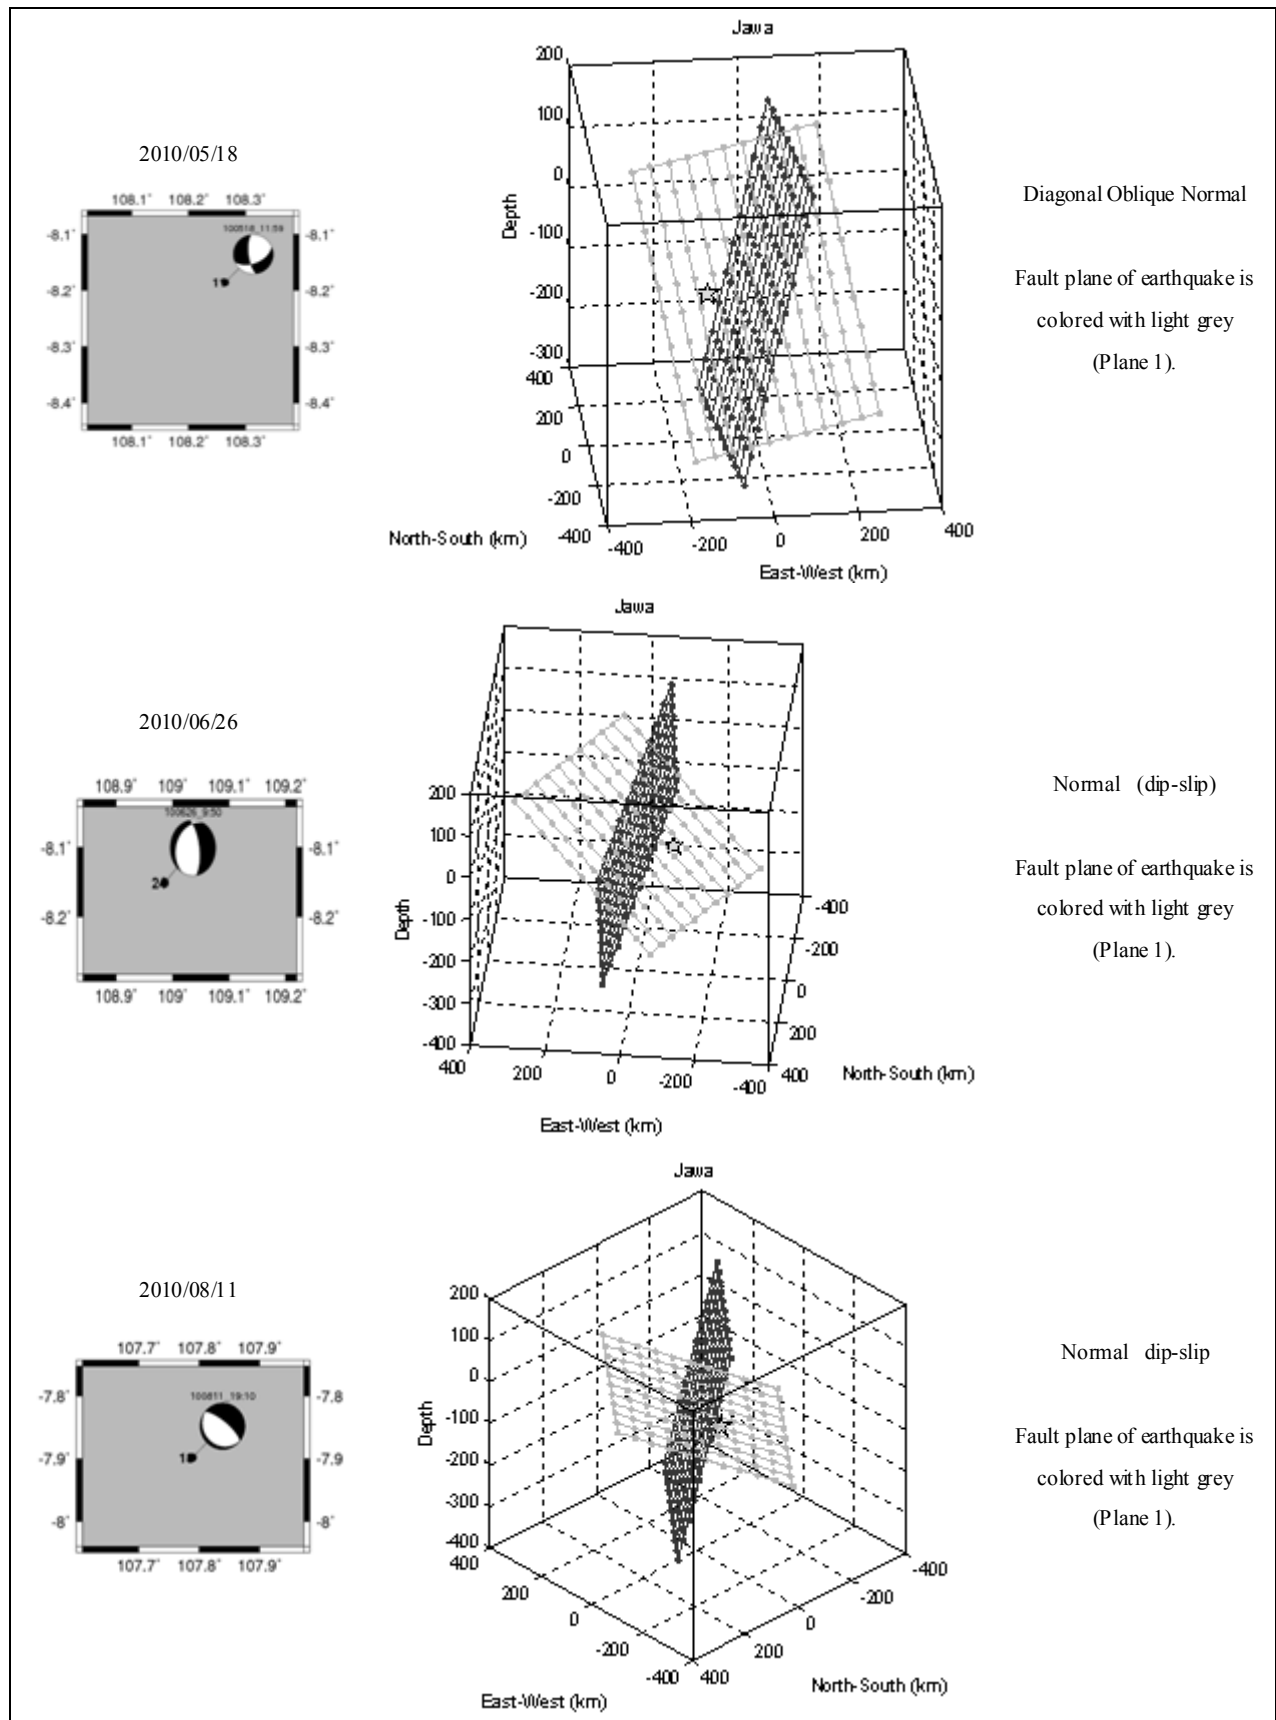 Jawa
200
100
0
-100
-200
-300
400
200
0
-200
-400
Depth
North-South (km)
-400
-200
0
200
400
East-West (km)
2010/05/18
108.1° 108.2° 108.3°
100518_11:59
1
-8.1° -8.1°
-8.2° -8.2°
-8.3° -8.3°
-8.4° -8.4°
108.1° 108.2° 108.3°
Diagonal Oblique Normal
Fault plane of earthquake is
colored with light grey
(Plane 1).
Jawa
2010/06/26
108.9° 109° 109.1° 109.2°
100626_9:50
2
-8.1° -8.1°
-8.2° -8.2°
108.9° 109° 109.1° 109.2°
200
100
0
-100
-200
-300
-400
Depth
400 200 0 -200 -400
East-West (km)
-400
-200
0
200
400
North-South (km)
Normal (dip-slip)
Fault plane of earthquake is
colored with light grey
(Plane 1).
Jawa
2010/08/11
107.7° 107.8° 107.9°
100811_19:10
1
-7.8° -7.8
-7.9° -7.9
-8° -8°
107.7° 107.8° 107.9°
200
100
0
-100
-200
-300
-400
Depth
400
200
0
-200
-400
East-West (km)
-400
-200
0
200
400
North-South (km)
Normal dip-slip
Fault plane of earthquake is
colored with light grey
(Plane 1).